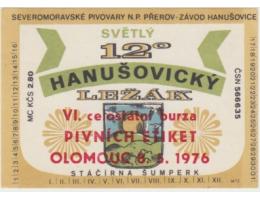 SEVEROMORAVSKÉ PIVOVARY N.P. PŘEROV-ZÁVOD HANUŠOVICE
SVĚTLÝ
12°
HANUŠOVICKÝ
LEŽÁK
MC KČS 2.80
ČSN 566635
VI. celostátní burza
PIVNÍCH ETIKET
OLOMOUC 8. 5. 1976
STÁČÍRNA ŠUMPERK
I. II. III. IV. V. VI. VII. VIII. IX. X. XI. XII.